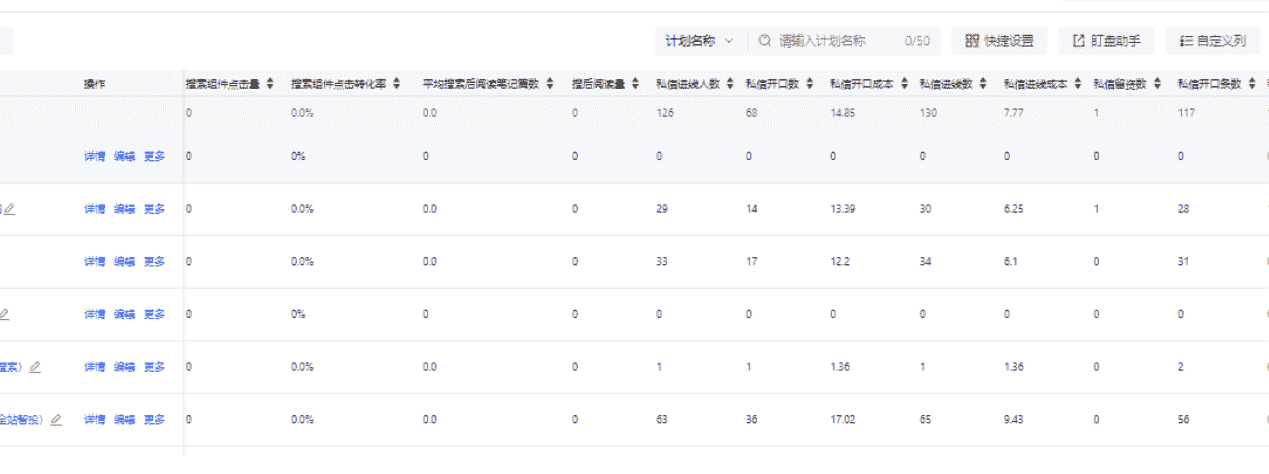 计划名称 请输入计划名称 0/50 快捷设置 盯盘助手 自定义列
操作 搜索组件点击量 搜索组件点击转化率 平均搜索后阅读笔记篇数 搜后阅读量 私信进线人数 私信开口数 私信开口成本 私信进线数 私信进线成本 私信留资数 私信开口条数
0 0.0% 0.0 0 126 68 14.85 130 7.77 1 117
详情 编辑 更多 0 0% 0 0 0 0 0 0 0 0 0
详情 编辑 更多 0 0.0% 0.0 0 29 14 13.39 30 6.25 1 28
详情 编辑 更多 0 0.0% 0.0 0 33 17 12.2 34 6.1 0 31
详情 编辑 更多 0 0% 0 0 0 0 0 0 0 0 0
搜索) 详情 编辑 更多 0 0.0% 0.0 0 1 1 1.36 1 1.36 0 2
全站智投) 详情 编辑 更多 0 0.0% 0.0 0 63 36 17.02 65 9.43 0 56